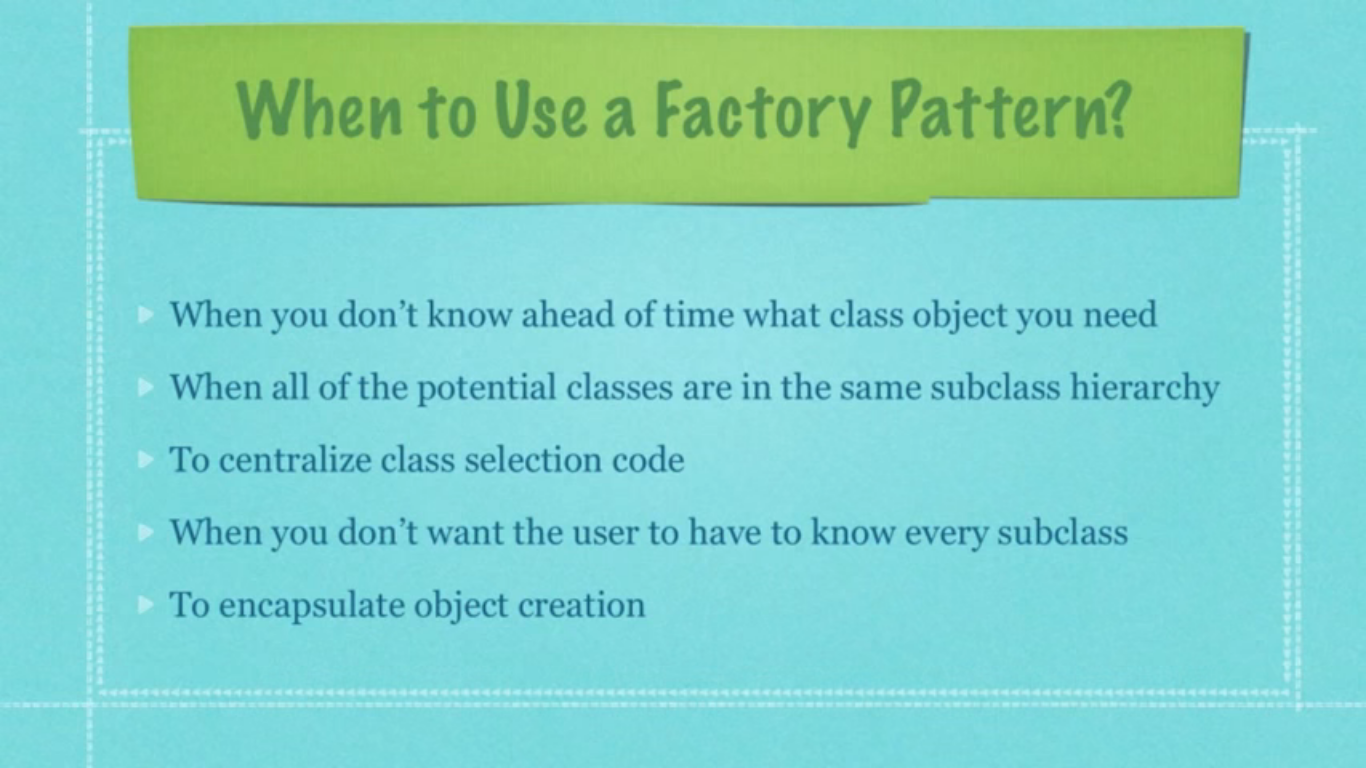 When to Use a Factory Pattern?
When you don’t know ahead of time what class object you need
When all of the potential classes are in the same subclass hierarchy
To centralize class selection code
When you don’t want the user to have to know every subclass
To encapsulate object creation